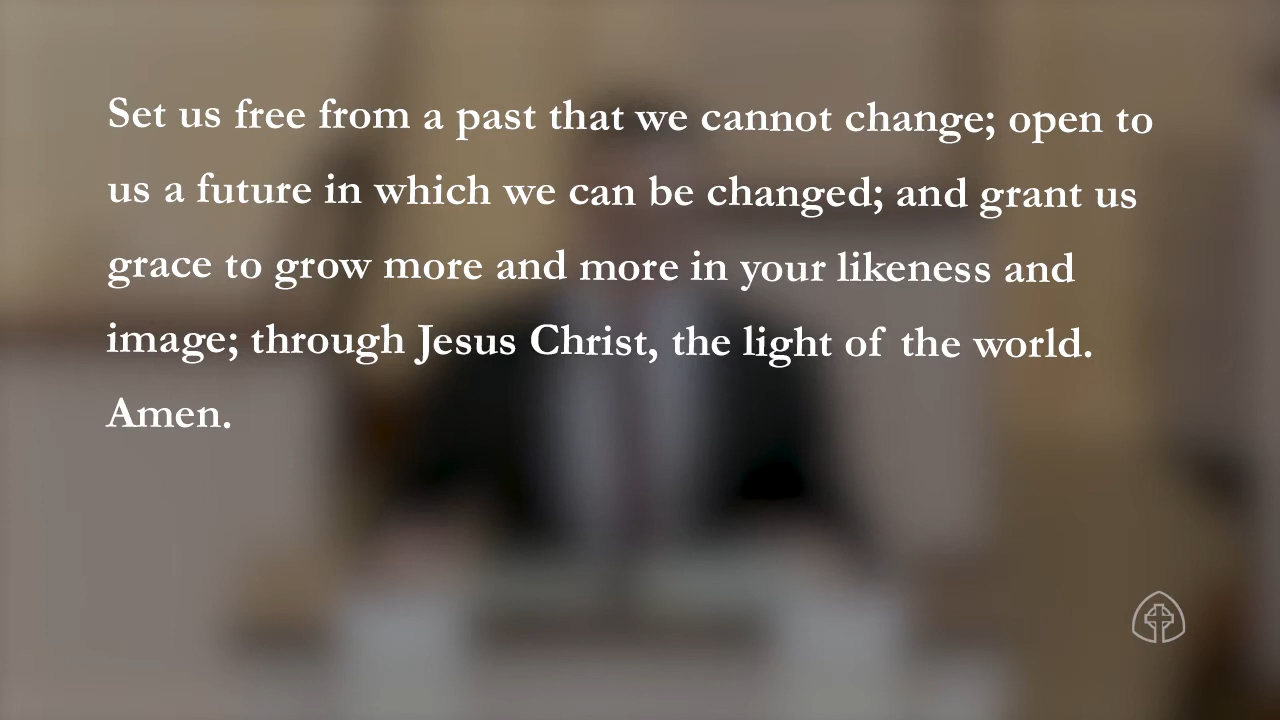 Set us free from a past that we cannot change; open to
us a future in which we can be changed; and grant us
grace to grow more and more in your likeness and
image; through Jesus Christ, the light of the world.
Amen.